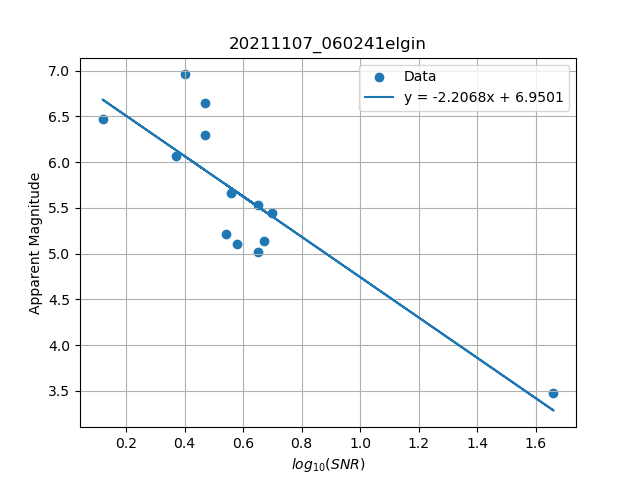 20211107_060241elgin
Data
y = -2.2068x + 6.9501
Apparent Magnitude
7.0
6.5
6.0
5.5
5.0
4.5
4.0
3.5
0.2 0.4 0.6 0.8 1.0 1.2 1.4 1.6
log₁₀(SNR)